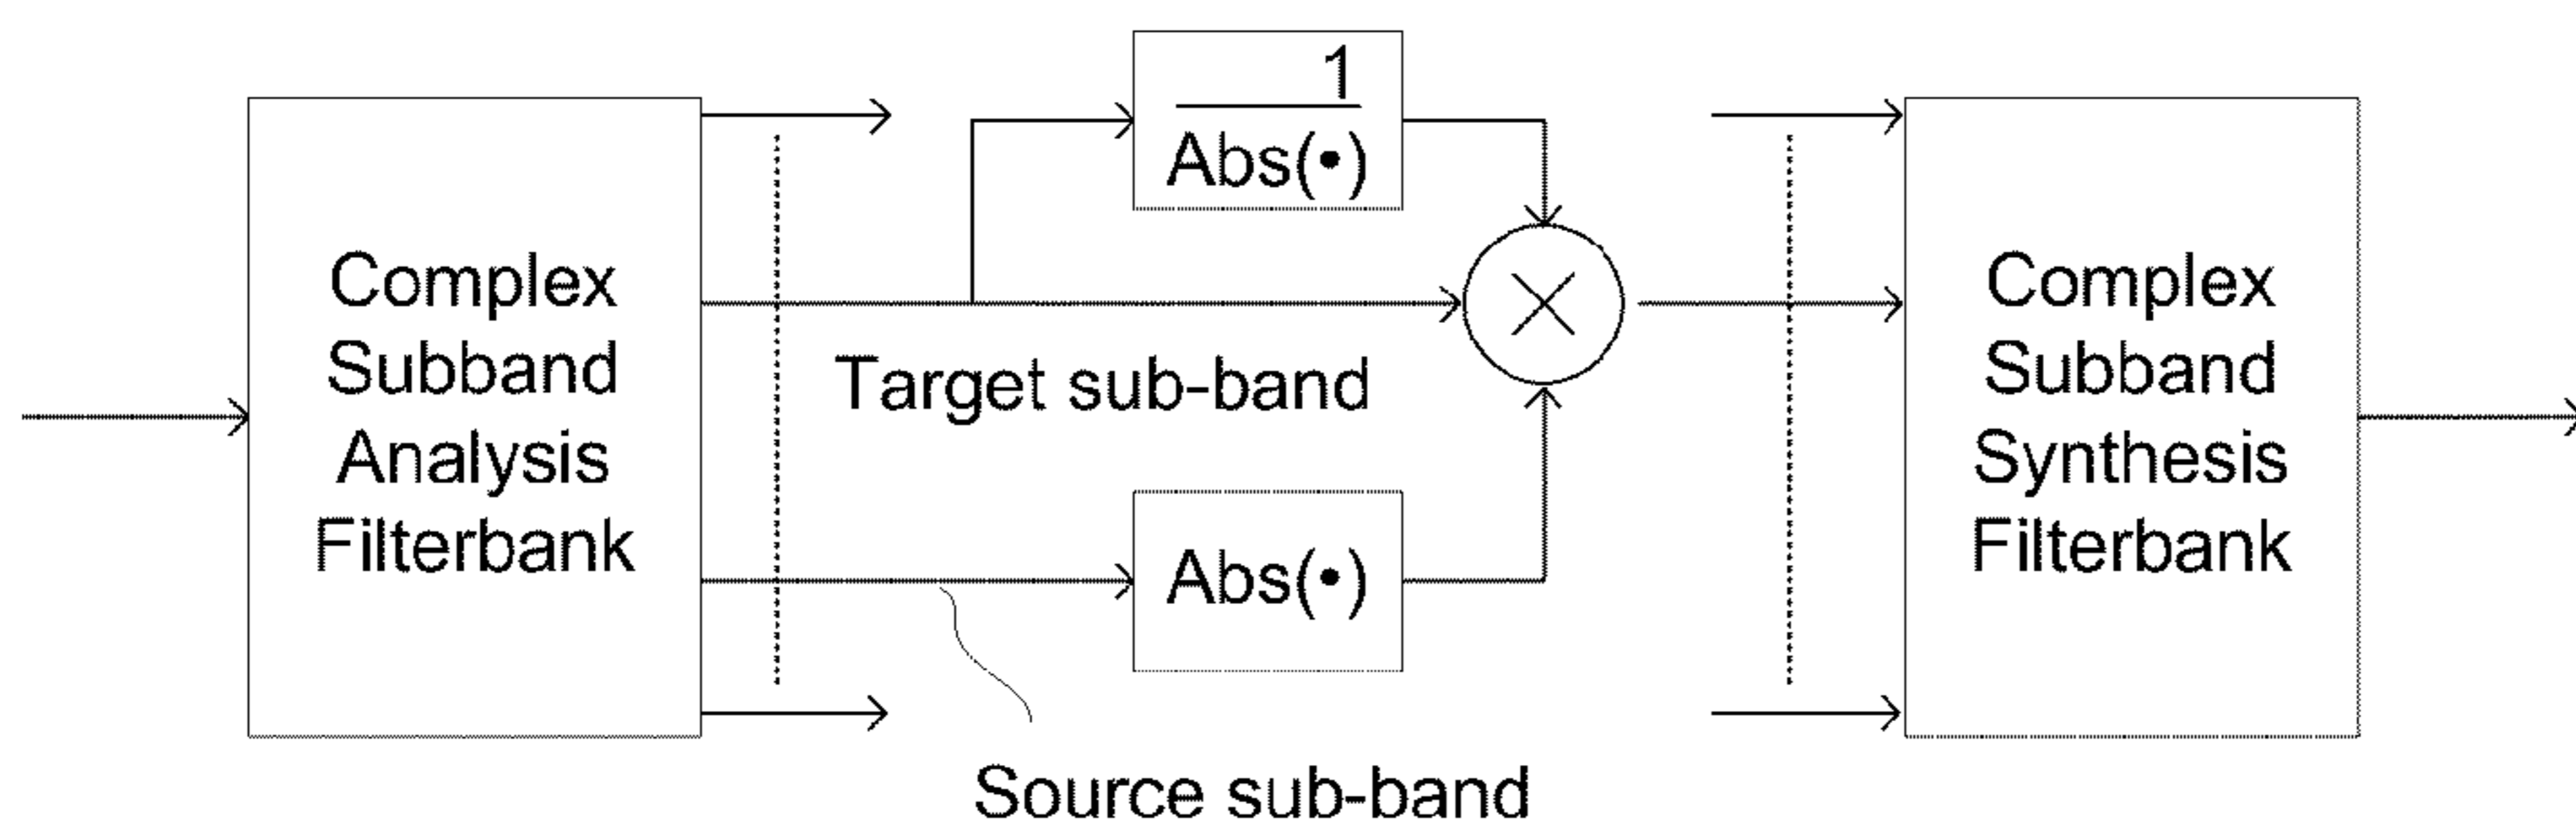 Complex
Subband
Analysis
Filterbank
1
Abs(•)
Target sub-band
Abs(•)
Source sub-band
Complex
Subband
Synthesis
Filterbank